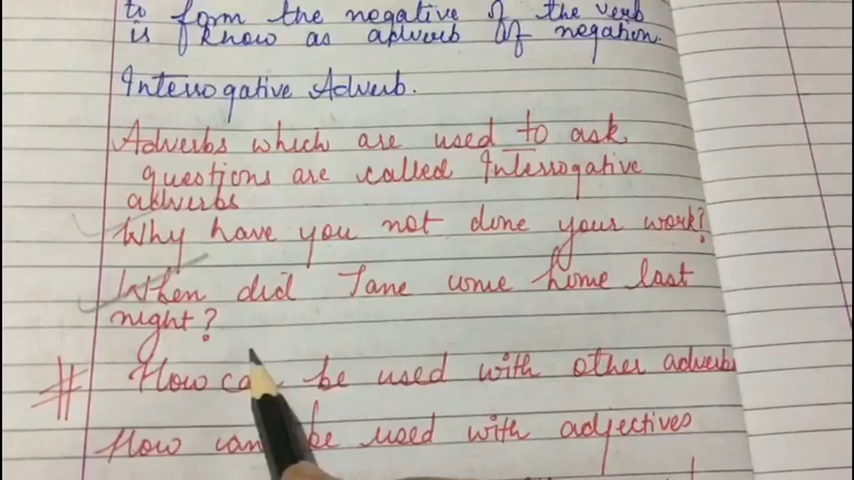 to form the negative of the verb
is know as adverb of negation.
Interrogative Adverb.
Adverbs which are used to ask
questions are called Interrogative
adverbs
Why have you not done your work?
When did Jane come home last
night?
# How can be used with other adverbs
How can be used with adjectives